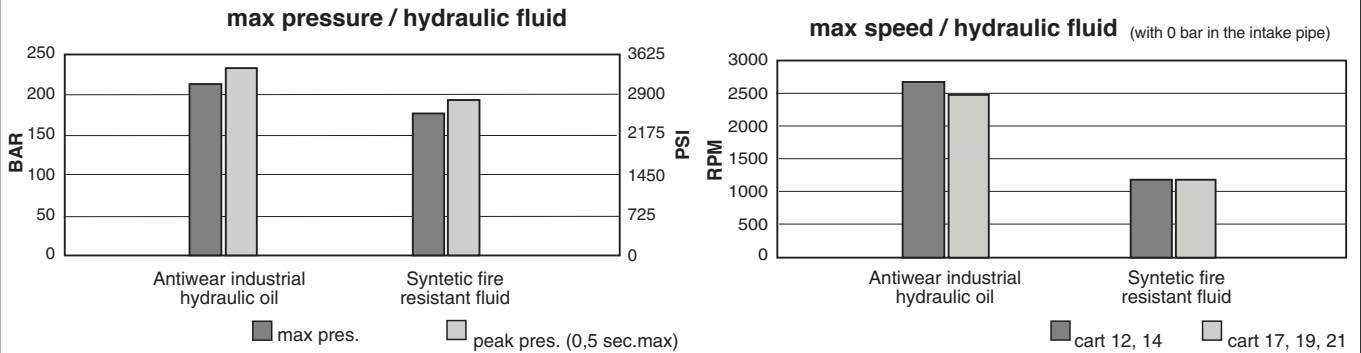 max pressure / hydraulic fluid
250
200
150
100
50
0
BAR
3625
2900
2175
1450
725
0
PSI
Antiwear industrial
hydraulic oil
Syntetic fire
resistant fluid
max pres.
peak pres. (0,5 sec.max)
max speed / hydraulic fluid (with 0 bar in the intake pipe)
3000
2500
2000
1500
1000
500
0
RPM
Antiwear industrial
hydraulic oil
Syntetic fire
resistant fluid
cart 12, 14
cart 17, 19, 21